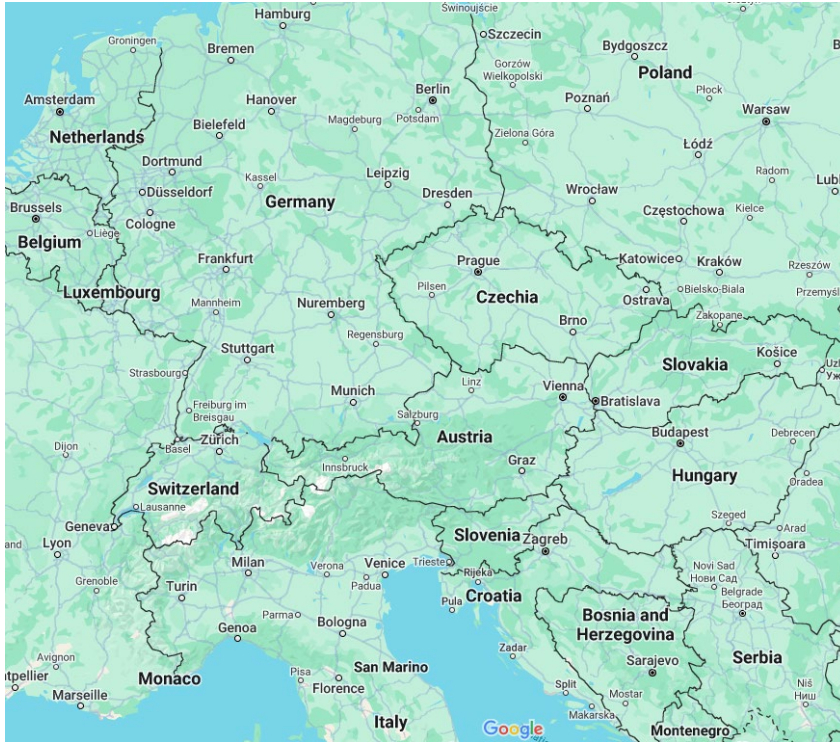 Hamburg
Świnoujście
Szczecin
Groningen
Bremen
Bydgoszcz
Gorzów
Wielkopolski
Poland
Berlin
Płock
Amsterdam
Hanover
Poznań
Potsdam
Warsaw
Magdeburg
Netherlands
Bielefeld
Zielona Góra
Łódź
Dortmund
Leipzig
Radom
Kassel
Düsseldorf
Dresden
Wrocław
Germany
Brussels
Cologne
Częstochowa
Kielce
Liège
Belgium
Prague
Katowice
Kraków
Frankfurt
Rzeszów
Luxembourg
Pilsen
Czechia
Ostrava
Bielsko-Biala
Przemyśl
Mannheim
Nuremberg
Zakopane
Brno
Regensburg
Stuttgart
Slovakia
Košice
Strasbourg
Linz
Munich
Vienna
Bratislava
Freiburg im
Breisgau
Salzburg
Austria
Budapest
Debrecen
Dijon
Basel
Zürich
Innsbruck
Graz
Hungary
Oradea
Switzerland
Lausanne
Geneva
Szeged
Arad
Slovenia
Zagreb
Timișoara
Lyon
Milan
Verona
Venice
Trieste
Novi Sad
Нови Сад
Grenoble
Turin
Padua
Rijeka
Croatia
Belgrade
Београд
Pula
Parma
Bologna
Bosnia and
Herzegovina
Genoa
Zadar
Avignon
Monaco
Pisa
San Marino
Sarajevo
Serbia
tpellier
Marseille
Florence
Split
Mostar
Niš
Ниш
Makarska
Italy
Google
Montenegro